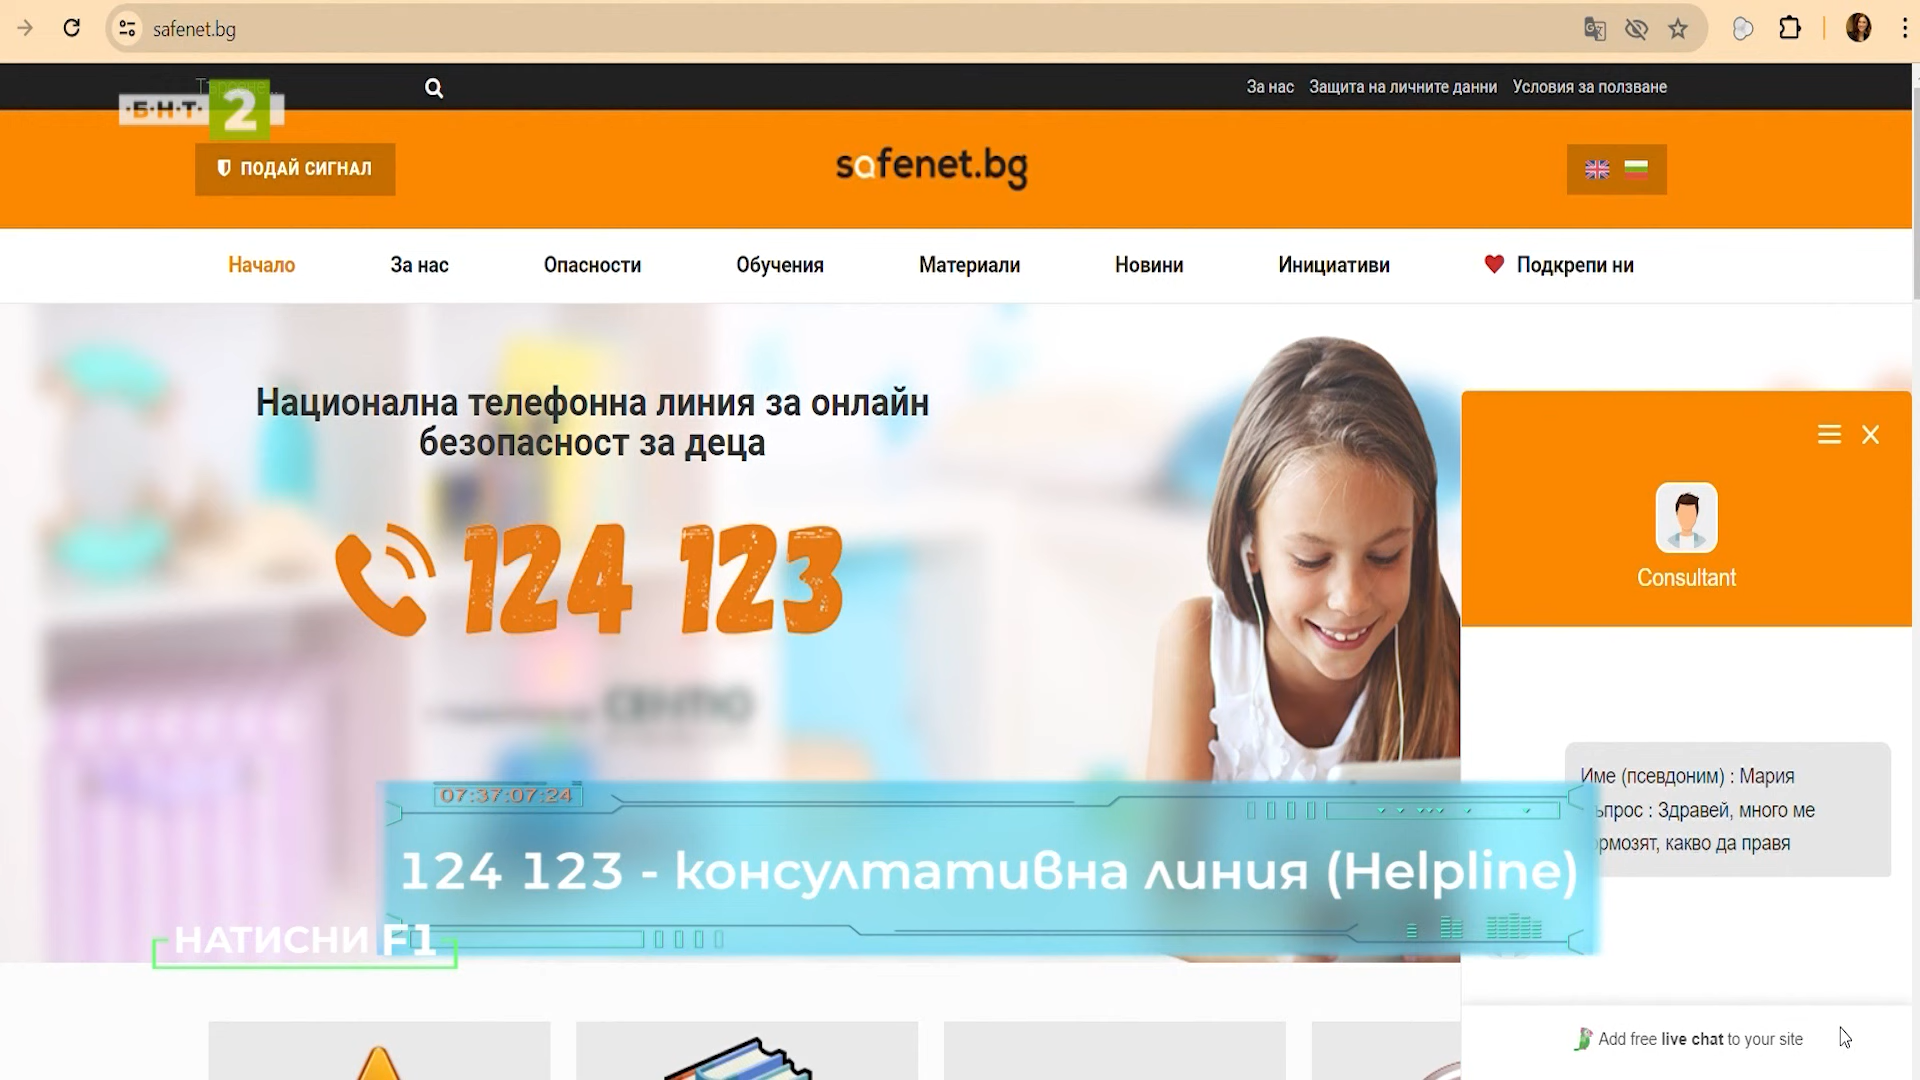 safenet.bg
Търсене...
·Б·Н·Т· 2
За нас Защита на личните данни Условия за ползване
ПОДАЙ СИГНАЛ
safenet.bg
Начало За нас Опасности Обучения Материали Новини Инициативи Подкрепи ни
Национална телефонна линия за онлайн
безопасност за деца
124 123
Consultant
Име (псевдоним) : Мария
ъпрос : Здравей, много ме
ормозят, какво да правя
07:37:07:24
124 123 - консултативна линия (Helpline)
НАТИСНИ F1
Add free live chat to your site